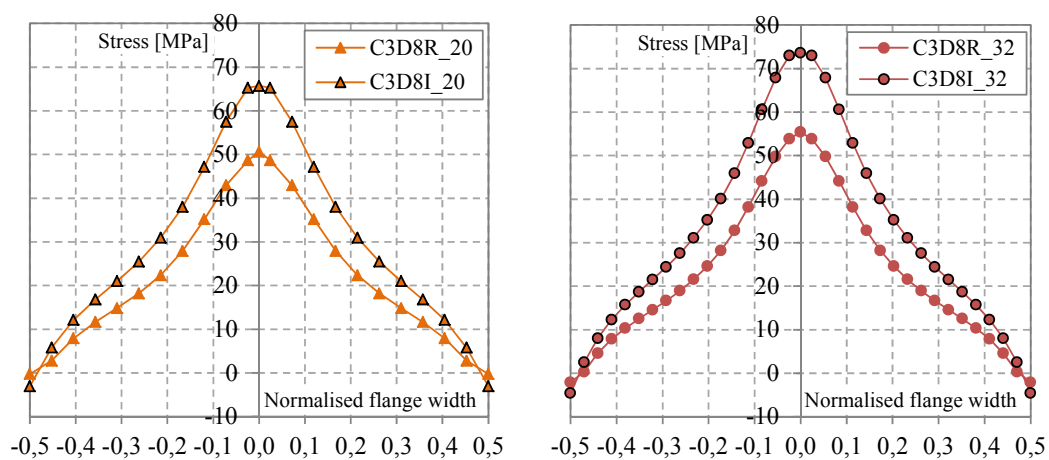 80
Stress [MPa]
C3D8R_20
C3D8I_20
70
60
50
40
30
20
10
0
Normalised flange width
-10
-0,5 -0,4 -0,3 -0,2 -0,1 0,0 0,1 0,2 0,3 0,4 0,5
80
Stress [MPa]
C3D8R_32
C3D8I_32
70
60
50
40
30
20
10
0
Normalised flange width
-10
-0,5 -0,4 -0,3 -0,2 -0,1 0,0 0,1 0,2 0,3 0,4 0,5